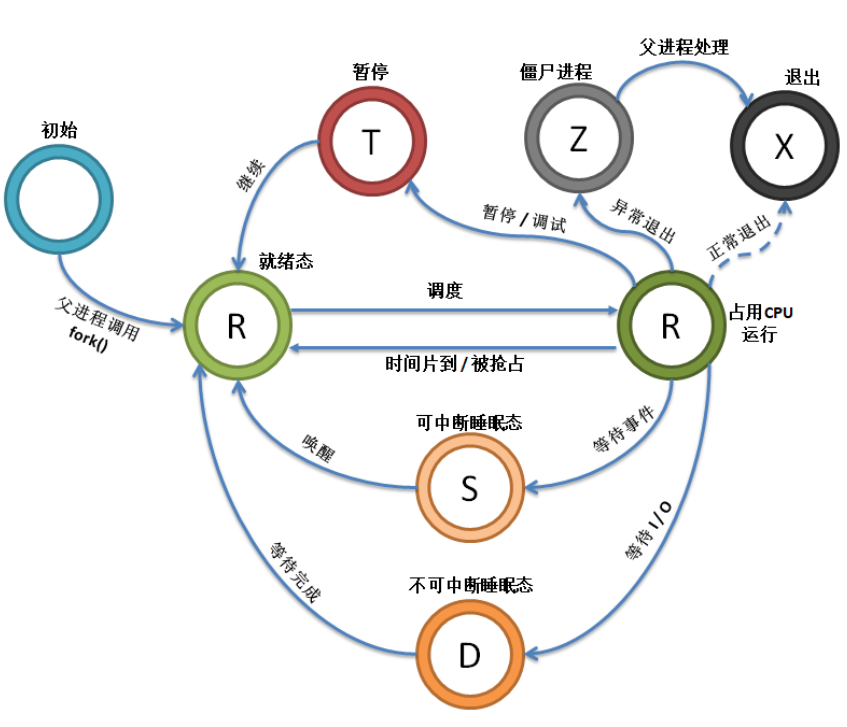 父进程处理
暂停
僵尸进程
退出
初始
T
Z
X
继续
暂停 / 调试
异常退出
正常退出
就绪态
父进程调用
fork()
R
调度
时间片到 / 被抢占
R
占用CPU
运行
可中断睡眠态
唤醒
等待事件
S
等待 I/O
等待完成
不可中断睡眠态
D